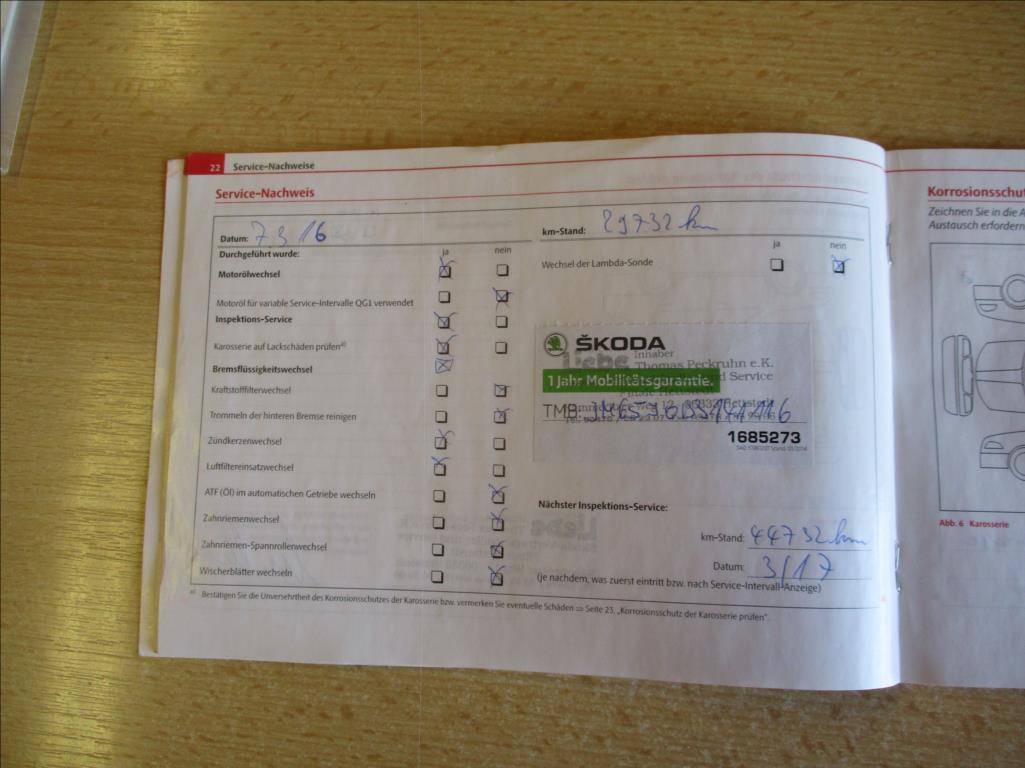 22 Service-Nachweise
Service-Nachweis
Datum: 7 3 16
km-Stand: 29732 km
Durchgeführt wurde: ja nein
ja nein
Motorölwechsel
Wechsel der Lambda-Sonde
Motoröl für variable Service-Intervalle QG1 verwendet
Inspektions-Service
Karosserie auf Lackschäden prüfen a)
Bremsflüssigkeitswechsel
Kraftstofffilterwechsel
Trommeln der hinteren Bremse reinigen
Zündkerzenwechsel
Luftfiltereinsatzwechsel
ATF (Öl) im automatischen Getriebe wechseln
Zahnriemenwechsel
Zahnriemen-Spannrollenwechsel
Wischerblätter wechseln
ŠKODA
Liebe Inhaber
Thomas Peckruhn e.K.
1 Jahr Mobilitätsgarantie.
Service
TMB:
1685273
Nächster Inspektions-Service:
km-Stand: 44732 km
Datum: 3/17
(je nachdem, was zuerst eintritt bzw. nach Service-Intervall-Anzeige)
a) Bestätigen Sie die Unversehrtheit des Korrosionsschutzes der Karosserie bzw. vermerken Sie eventuelle Schäden ⇒ Seite 23, „Korrosionsschutz der Karosserie prüfen".
Korrosionsschut
Zeichnen Sie in die A
Austausch erfordern
Abb. 6 Karosserie